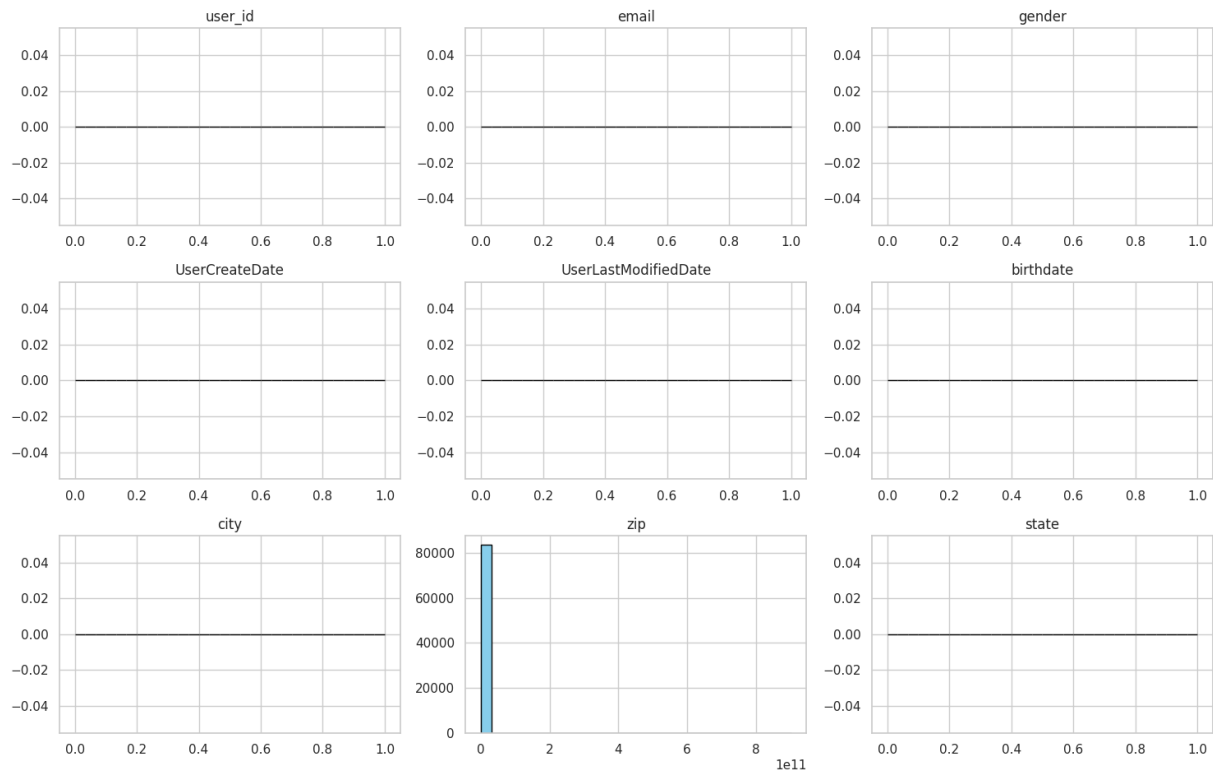 user_id email gender
0.04 0.04 0.04
0.02 0.02 0.02
0.00 0.00 0.00
−0.02 −0.02 −0.02
−0.04 −0.04 −0.04
0.0 0.2 0.4 0.6 0.8 1.0 0.0 0.2 0.4 0.6 0.8 1.0 0.0 0.2 0.4 0.6 0.8 1.0
UserCreateDate UserLastModifiedDate birthdate
0.04 0.04 0.04
0.02 0.02 0.02
0.00 0.00 0.00
−0.02 −0.02 −0.02
−0.04 −0.04 −0.04
0.0 0.2 0.4 0.6 0.8 1.0 0.0 0.2 0.4 0.6 0.8 1.0 0.0 0.2 0.4 0.6 0.8 1.0
city zip state
0.04 80000 0.04
0.02 60000 0.02
0.00 40000 0.00
−0.02 20000 −0.02
−0.04 0 −0.04
0.0 0.2 0.4 0.6 0.8 1.0 0 2 4 6 8 0.0 0.2 0.4 0.6 0.8 1.0
1e11